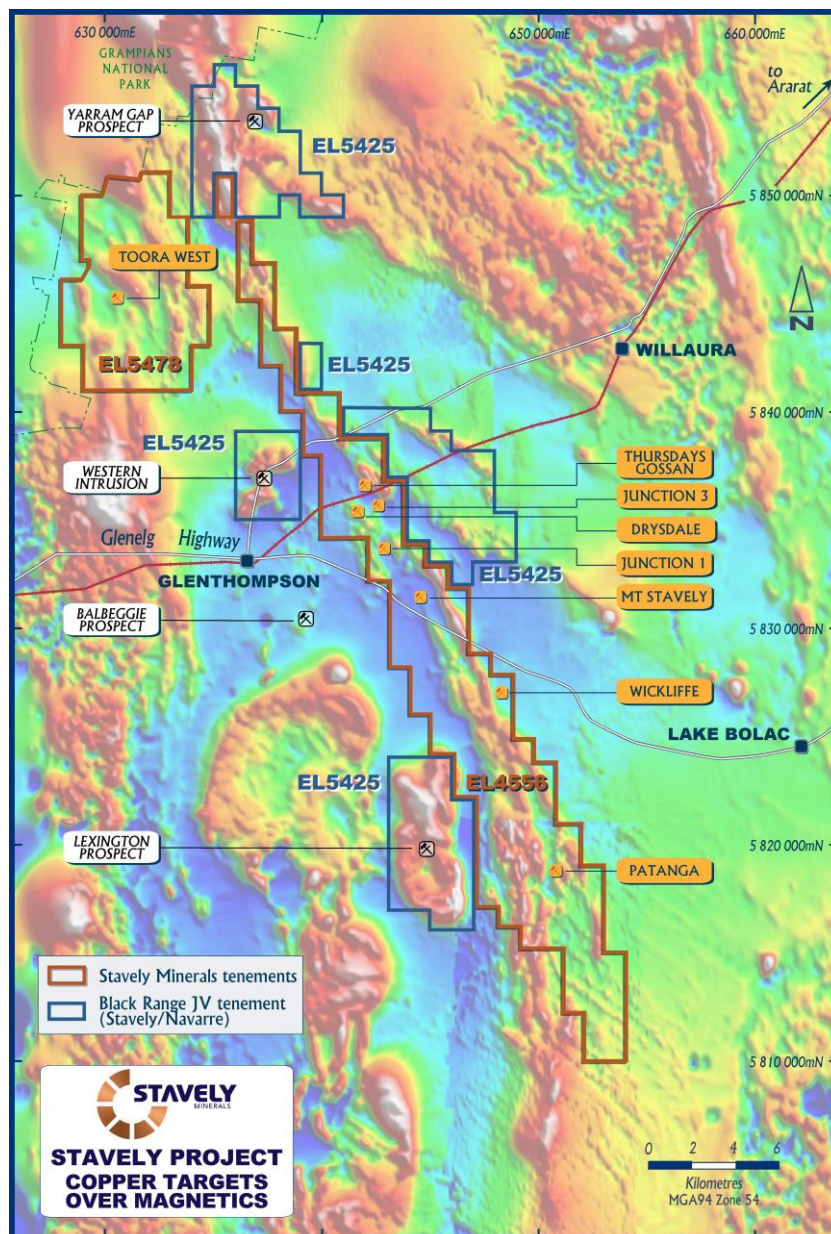 630 000mE
650 000mE
660 000mE
GRAMPIANS
NATIONAL
PARK
to
Ararat
YARRAM GAP
PROSPECT
EL5425
5 850 000mN
TOORA WEST
N
EL5478
EL5425
WILLAURA
5 840 000mN
EL5425
WESTERN
INTRUSION
THURSDAYS
GOSSAN
JUNCTION 3
DRYSDALE
Glenelg Highway
JUNCTION 1
GLENTHOMPSON
EL5425
MT STAVELY
BALBEGGIE
PROSPECT
5 830 000mN
WICKLIFFE
LAKE BOLAC
EL5425
EL4556
LEXINGTON
PROSPECT
5 820 000mN
PATANGA
Stavely Minerals tenements
Black Range JV tenement
(Stavely/Navarre)
5 810 000mN
STAVELY
MINERALS
STAVELY PROJECT
COPPER TARGETS
OVER MAGNETICS
0 2 4 6
Kilometres
MGA94 Zone 54